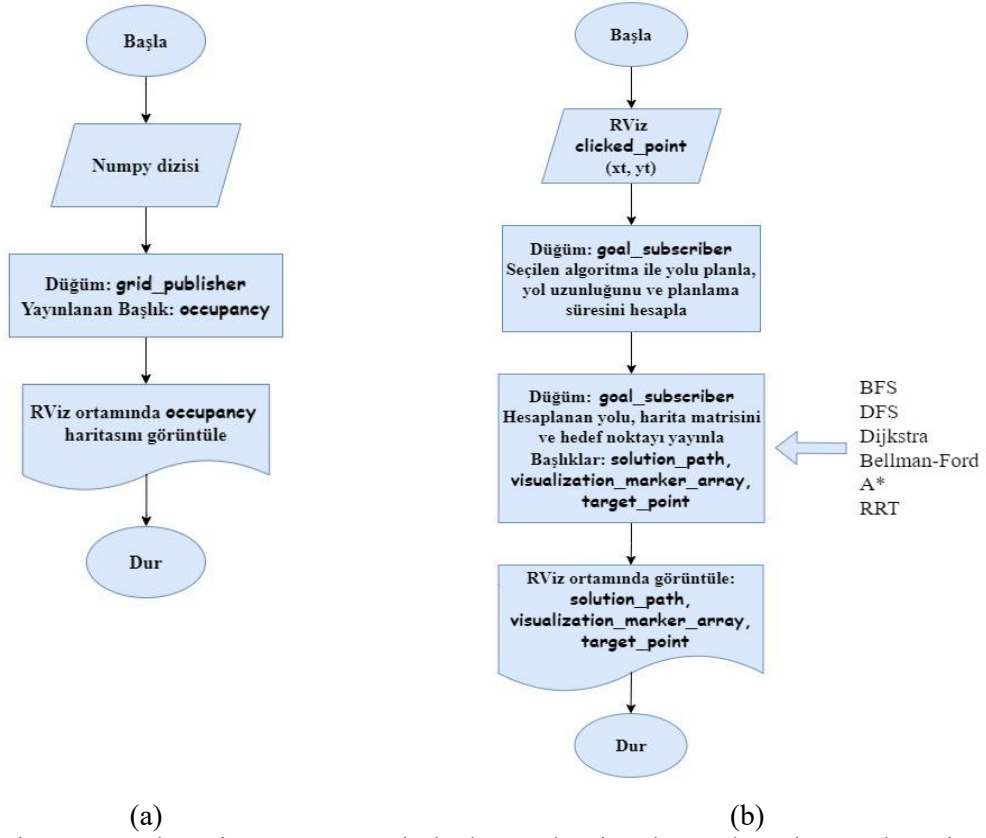 Başla
Numpy dizisi
Düğüm: grid_publisher
Yayınlanan Başlık: occupancy
RViz ortamında occupancy
haritasını görüntüle
Dur
(a)
Başla
RViz
clicked_point
(xt, yt)
Düğüm: goal_subscriber
Seçilen algoritma ile yolu planla,
yol uzunluğunu ve planlama
süresini hesapla
Düğüm: goal_subscriber
Hesaplanan yolu, harita matrisini
ve hedef noktayı yayınla
Başlıklar: solution_path,
visualization_marker_array,
target_point
BFS
DFS
Dijkstra
Bellman-Ford
A*
RRT
RViz ortamında görüntüle:
solution_path,
visualization_marker_array,
target_point
Dur
(b)